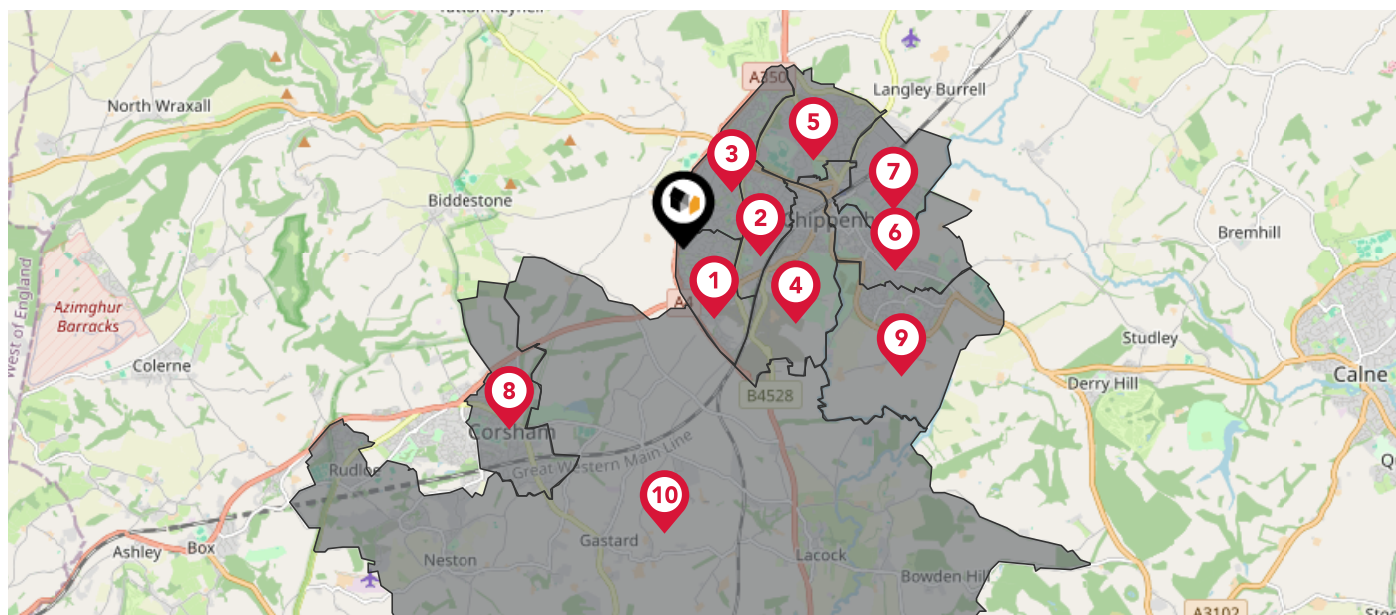 A350
Langley Burrell
North Wraxall
5
3
7
Biddestone
2
Chippenh
6
Bremhill
West of England
Azimghur
Barracks
1
4
A4
9
Studley
Colerne
Calne
Derry Hill
8
B4528
Corsham
Great Western Main Line
Rudloe
10
Ashley
Box
Neston
Gastard
Lacock
Bowden Hill
A3102